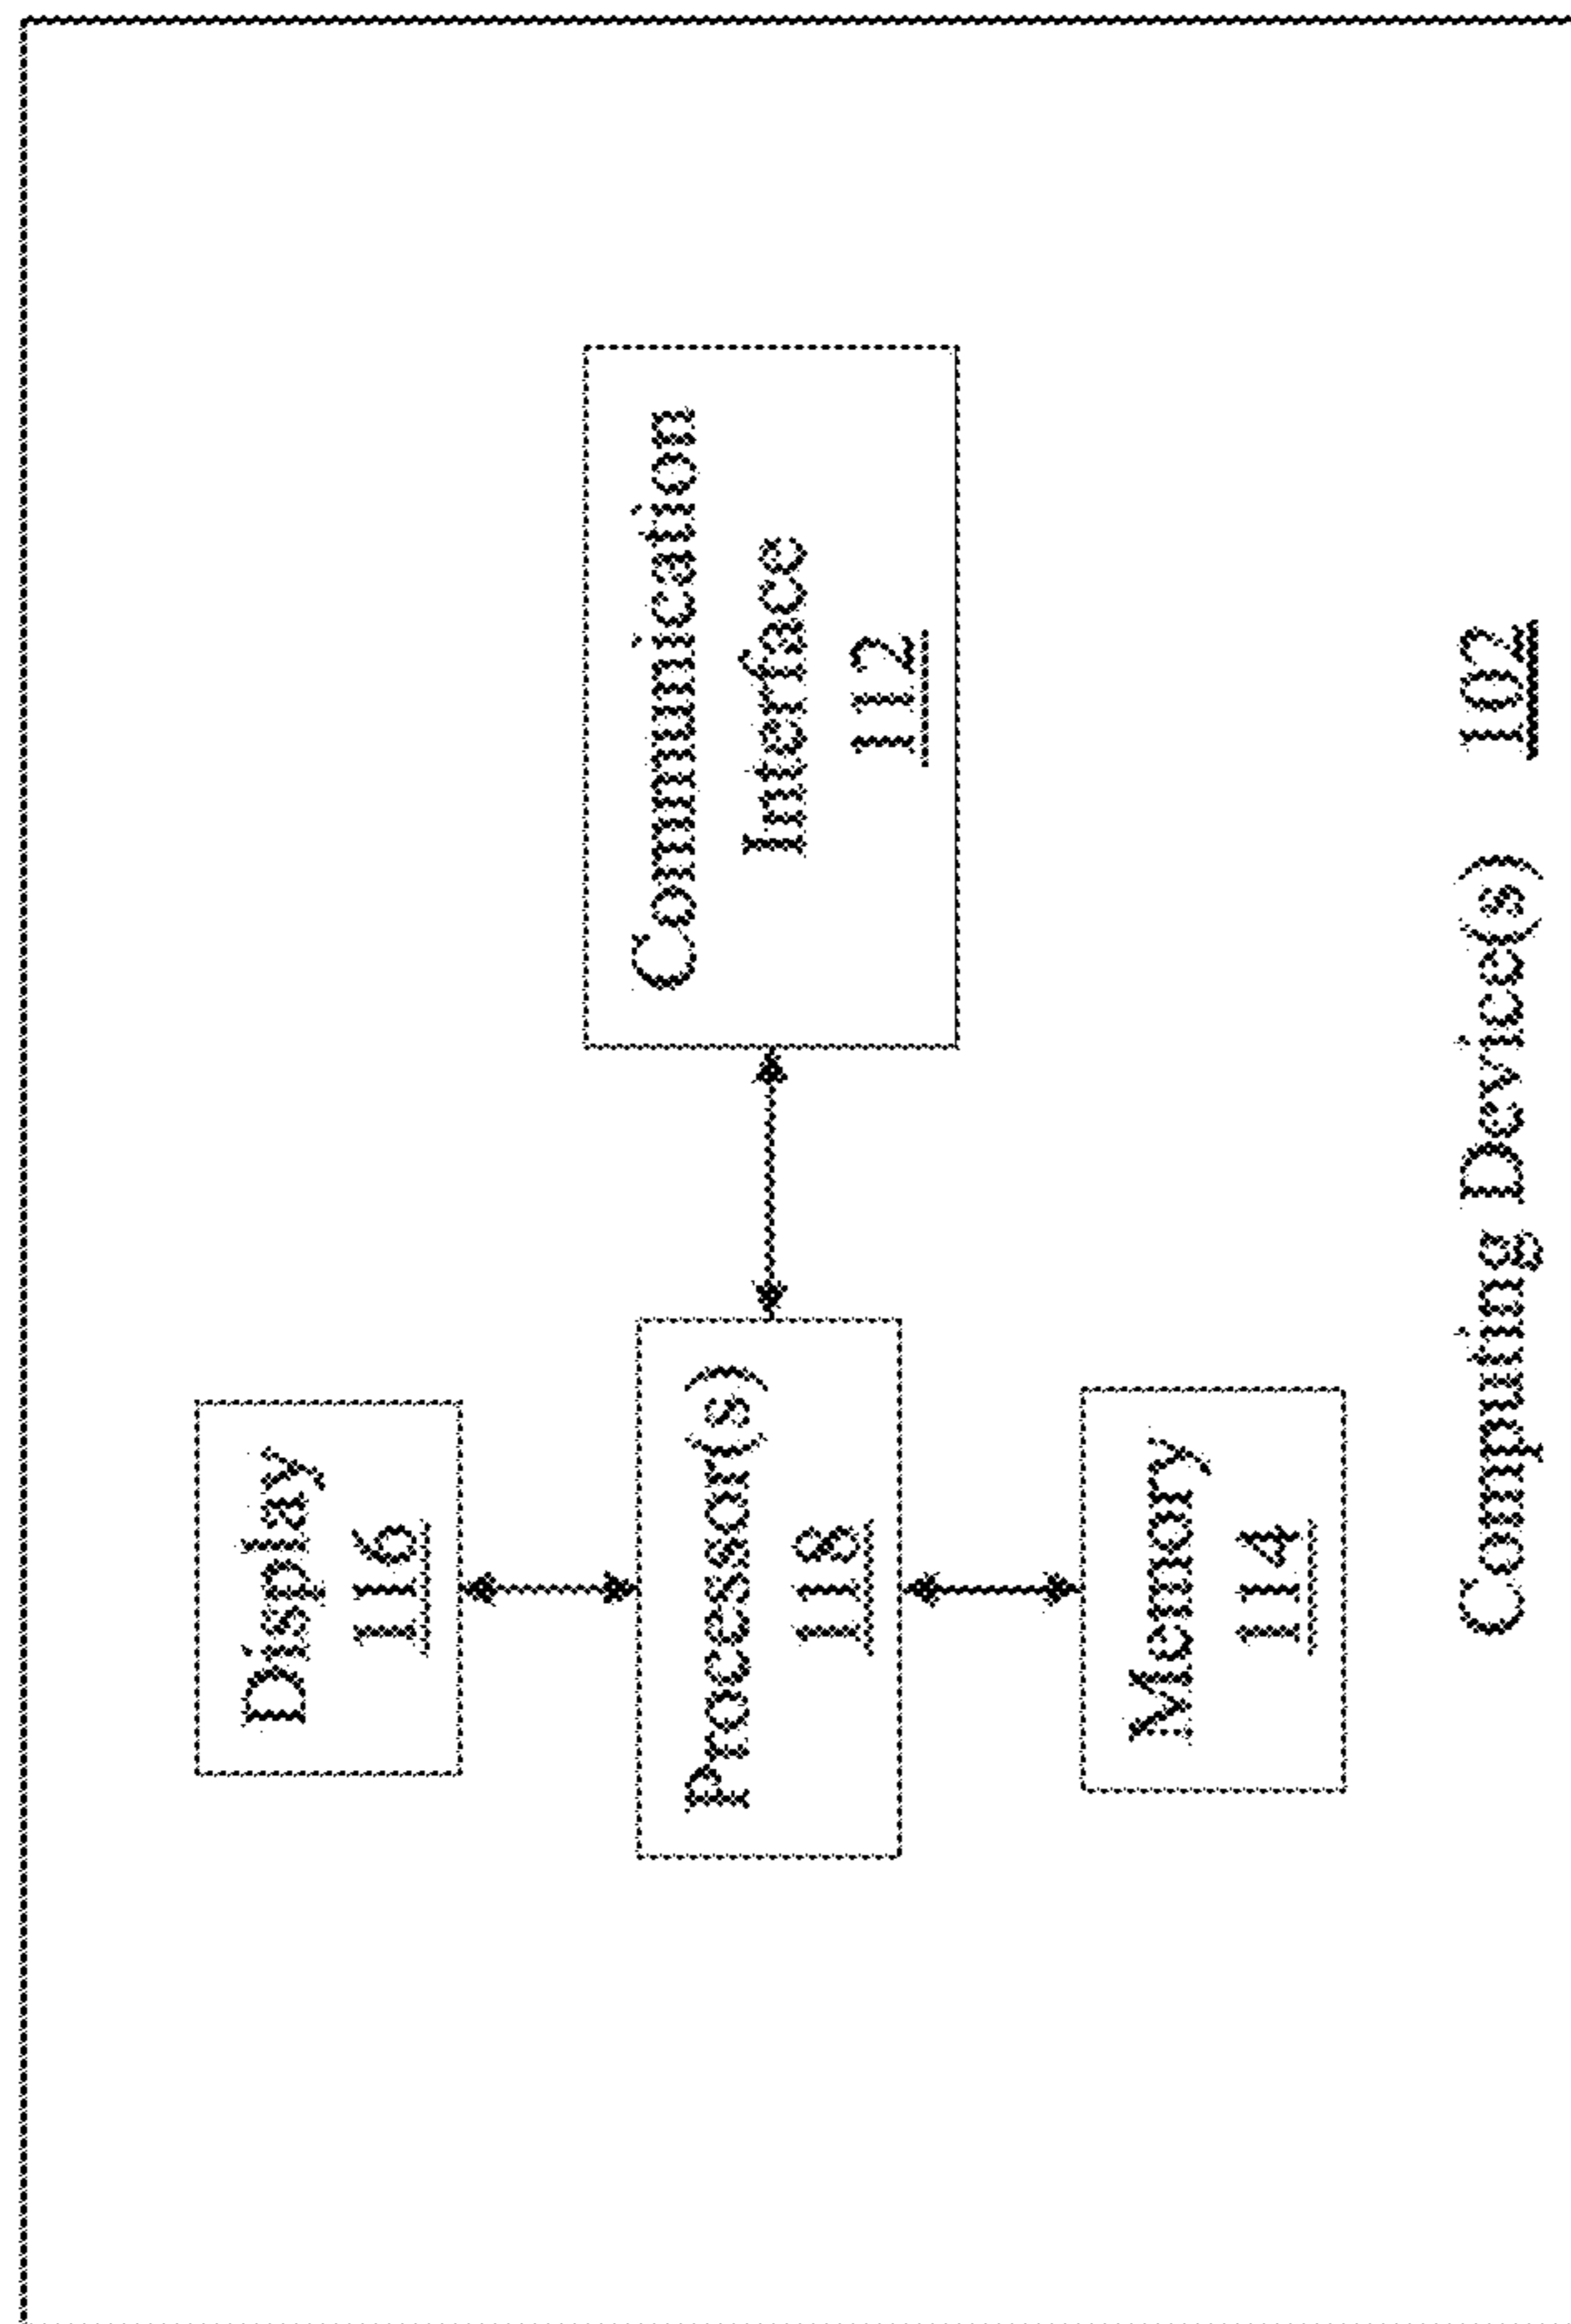 Display
116
Processor(s)
118
Communication
Interface
112
Memory
114
Computing Device(s) 102